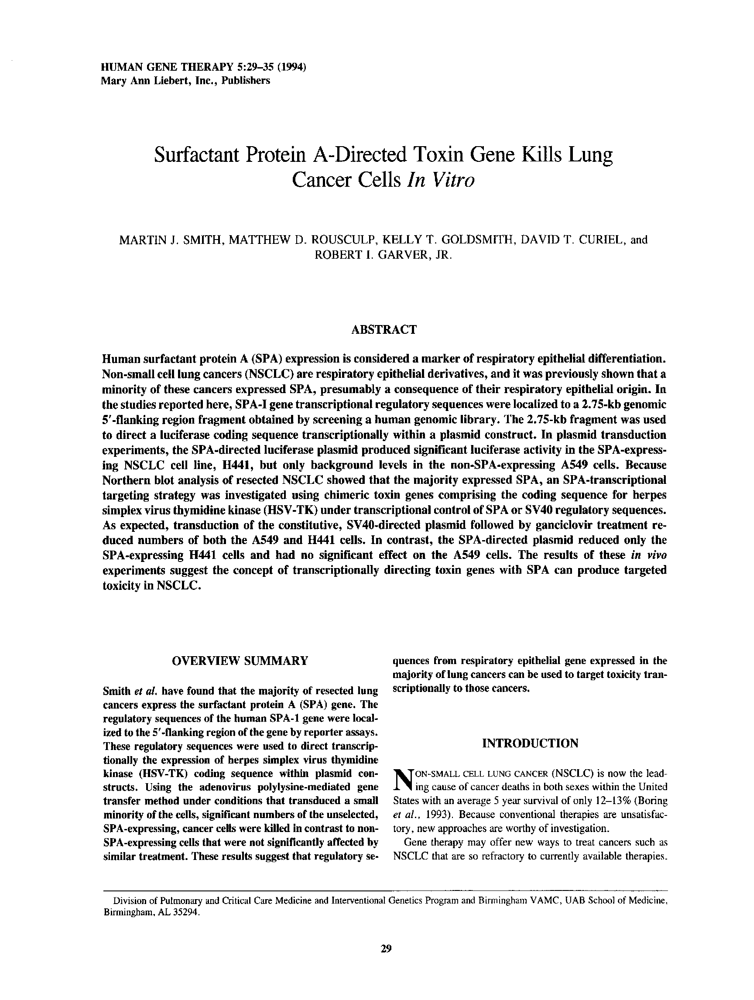 HUMAN GENE THERAPY 5:29–35 (1994)
Mary Ann Liebert, Inc., Publishers
Surfactant Protein A-Directed Toxin Gene Kills Lung
Cancer Cells In Vitro
MARTIN J. SMITH, MATTHEW D. ROUSCULP, KELLY T. GOLDSMITH, DAVID T. CURIEL, and
ROBERT I. GARVER, JR.
ABSTRACT
Human surfactant protein A (SPA) expression is considered a marker of respiratory epithelial differentiation.
Non-small cell lung cancers (NSCLC) are respiratory epithelial derivatives, and it was previously shown that a
minority of these cancers expressed SPA, presumably a consequence of their respiratory epithelial origin. In
the studies reported here, SPA-I gene transcriptional regulatory sequences were localized to a 2.75-kb genomic
5′-flanking region fragment obtained by screening a human genomic library. The 2.75-kb fragment was used
to direct a luciferase coding sequence transcriptionally within a plasmid construct. In plasmid transduction
experiments, the SPA-directed luciferase plasmid produced significant luciferase activity in the SPA-express-
ing NSCLC cell line, H441, but only background levels in the non-SPA-expressing A549 cells. Because
Northern blot analysis of resected NSCLC showed that the majority expressed SPA, an SPA-transcriptional
targeting strategy was investigated using chimeric toxin genes comprising the coding sequence for herpes
simplex virus thymidine kinase (HSV-TK) under transcriptional control of SPA or SV40 regulatory sequences.
As expected, transduction of the constitutive, SV40-directed plasmid followed by ganciclovir treatment re-
duced numbers of both the A549 and H441 cells. In contrast, the SPA-directed plasmid reduced only the
SPA-expressing H441 cells and had no significant effect on the A549 cells. The results of these in vivo
experiments suggest the concept of transcriptionally directing toxin genes with SPA can produce targeted
toxicity in NSCLC.
OVERVIEW SUMMARY
Smith et al. have found that the majority of resected lung
cancers express the surfactant protein A (SPA) gene. The
regulatory sequences of the human SPA-1 gene were local-
ized to the 5′-flanking region of the gene by reporter assays.
These regulatory sequences were used to direct transcrip-
tionally the expression of herpes simplex virus thymidine
kinase (HSV-TK) coding sequence within plasmid con-
structs. Using the adenovirus polylysine-mediated gene
transfer method under conditions that transduced a small
minority of the cells, significant numbers of the unselected,
SPA-expressing, cancer cells were killed in contrast to non-
SPA-expressing cells that were not significantly affected by
similar treatment. These results suggest that regulatory se-
quences from respiratory epithelial gene expressed in the
majority of lung cancers can be used to target toxicity tran-
scriptionally to those cancers.
INTRODUCTION
NON-SMALL CELL LUNG CANCER (NSCLC) is now the lead-
ing cause of cancer deaths in both sexes within the United
States with an average 5 year survival of only 12–13% (Boring
et al., 1993). Because conventional therapies are unsatisfac-
tory, new approaches are worthy of investigation.
Gene therapy may offer new ways to treat cancers such as
NSCLC that are so refractory to currently available therapies.
Division of Pulmonary and Critical Care Medicine and Interventional Genetics Program and Birmingham VAMC, UAB School of Medicine,
Birmingham, AL 35294.
29